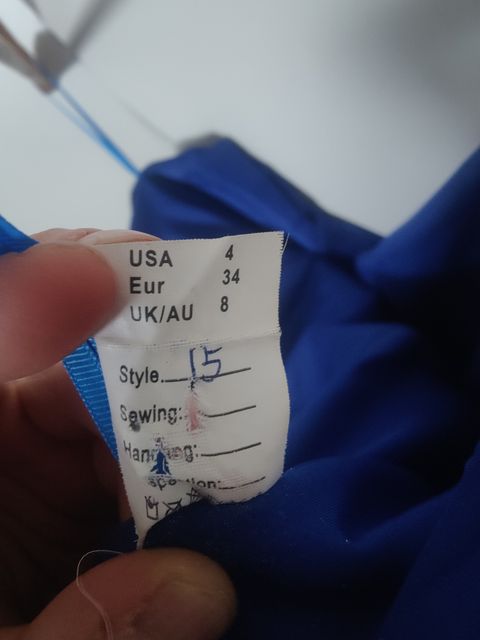 USA 4
Eur 34
UK/AU 8
Style. 15
Sewing: